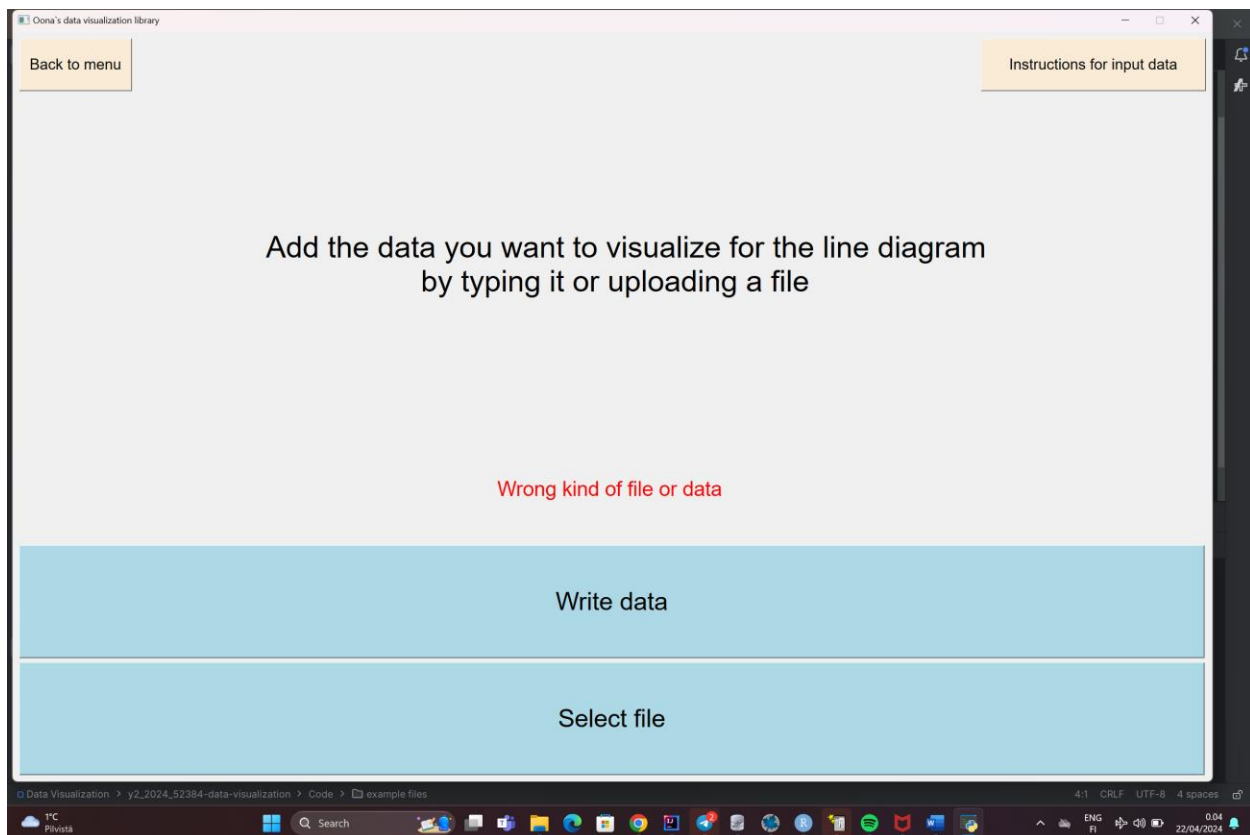 Oona's data visualization library
Back to menu
Instructions for input data
Add the data you want to visualize for the line diagram
by typing it or uploading a file
Wrong kind of file or data
Write data
Select file
Data Visualization > y2_2024_52384-data-visualization > Code > example files
4:1 CRLF UTF-8 4 spaces
1°C
Pilvistä
Search
ENG
FI
0.04
22/04/2024